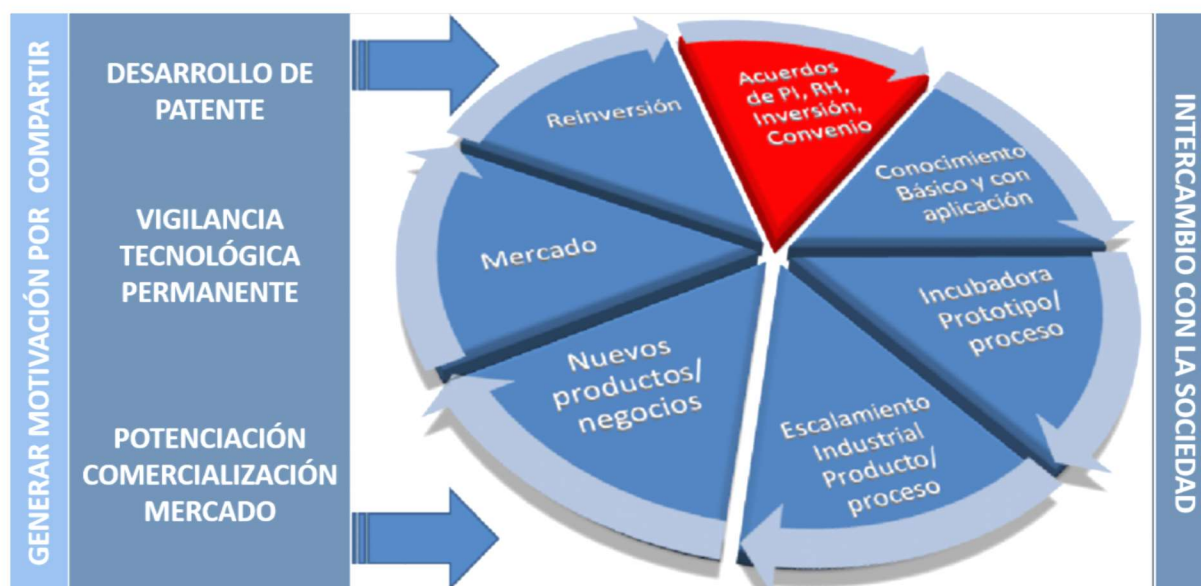 GENERAR MOTIVACIÓN POR COMPARTIR
DESARROLLO DE
PATENTE
VIGILANCIA
TECNOLÓGICA
PERMANENTE
POTENCIACIÓN
COMERCIALIZACIÓN
MERCADO
Acuerdos
de PI, RH,
Inversión,
Convenio
Conocimiento
Básico y con
aplicación
Incubadora
Prototipo/
proceso
Escalamiento
Industrial
Producto/
proceso
Nuevos
productos/
negocios
Mercado
Reinversión
INTERCAMBIO CON LA SOCIEDAD